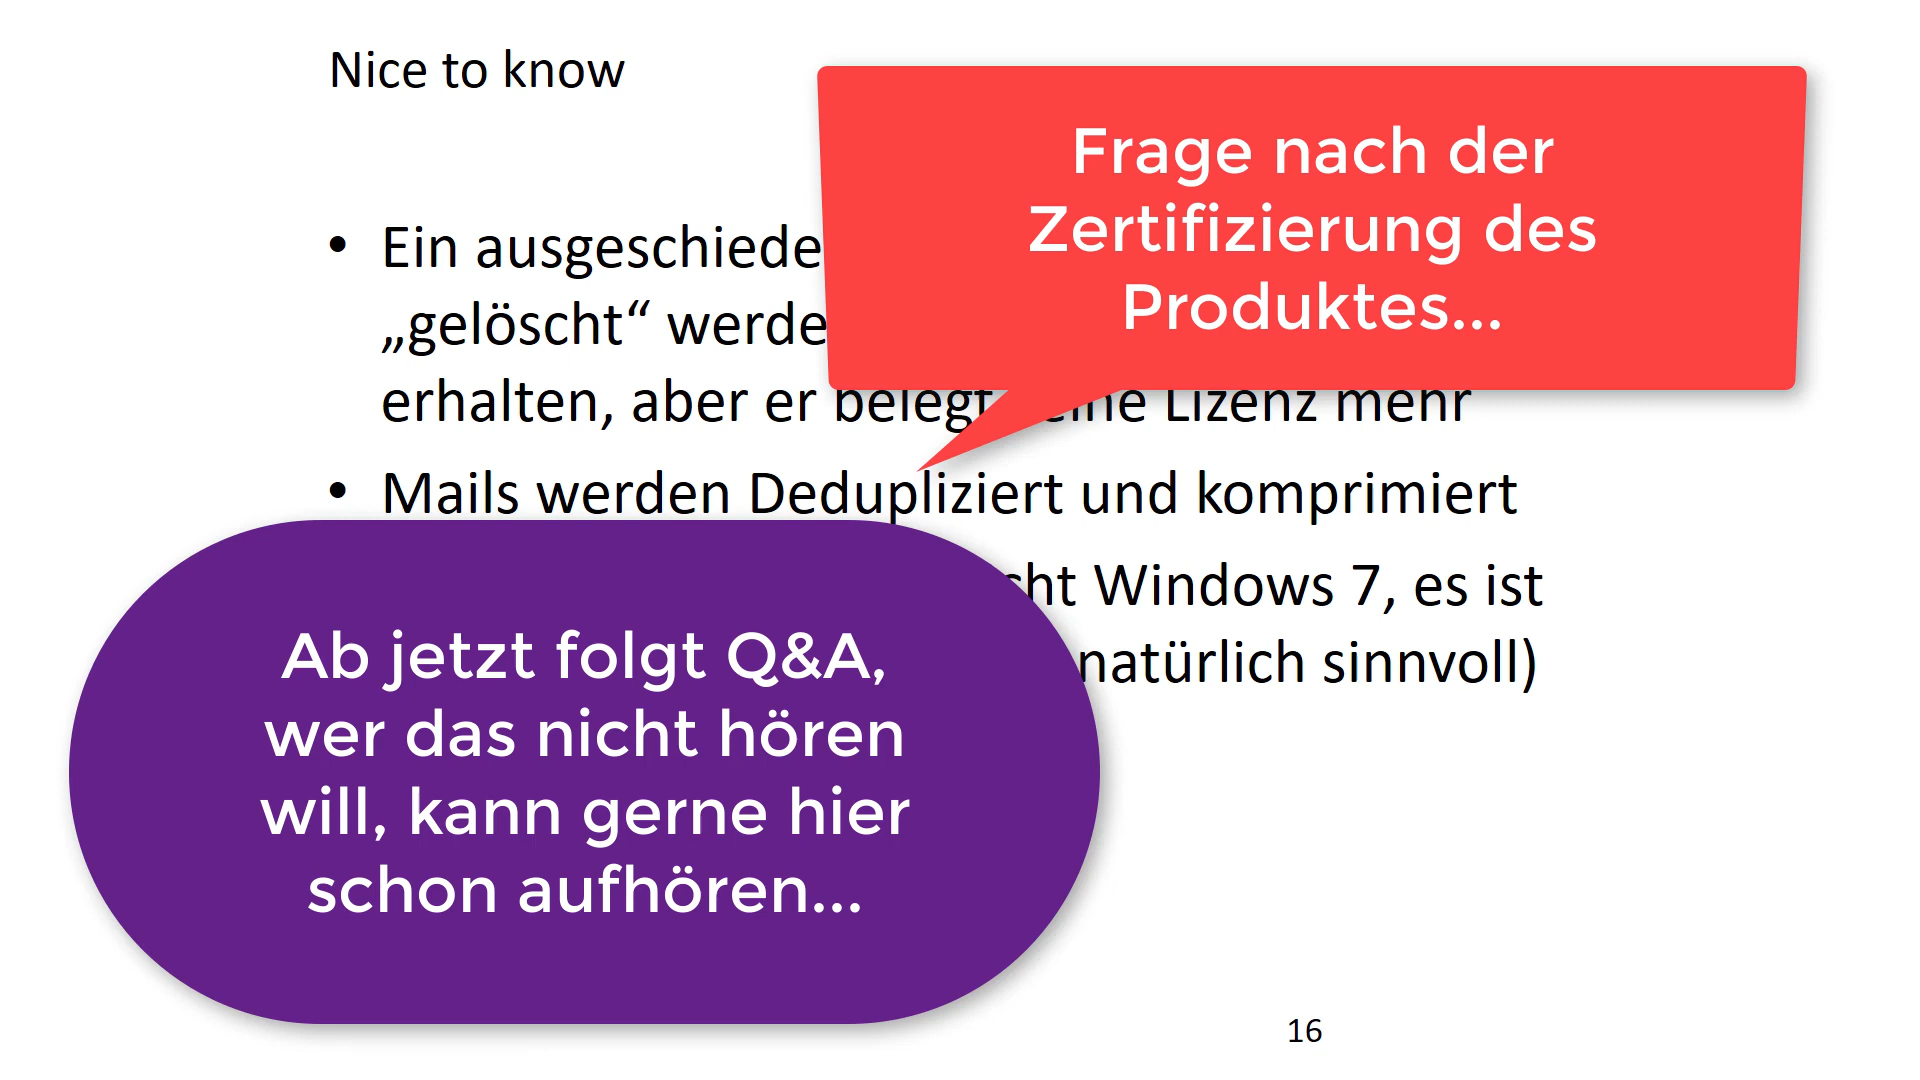 Nice to know
Frage nach der
Zertifizierung des
Produktes...
• Ein
„gelöscht“
erhalten, aber er belegt Lizenz mehr
• Mails werden Dedupliziert und komprimiert
Windows 7, es ist
natürlich sinnvoll)
Ab jetzt folgt Q&A,
wer das nicht hören
will, kann gerne hier
schon aufhören...
16